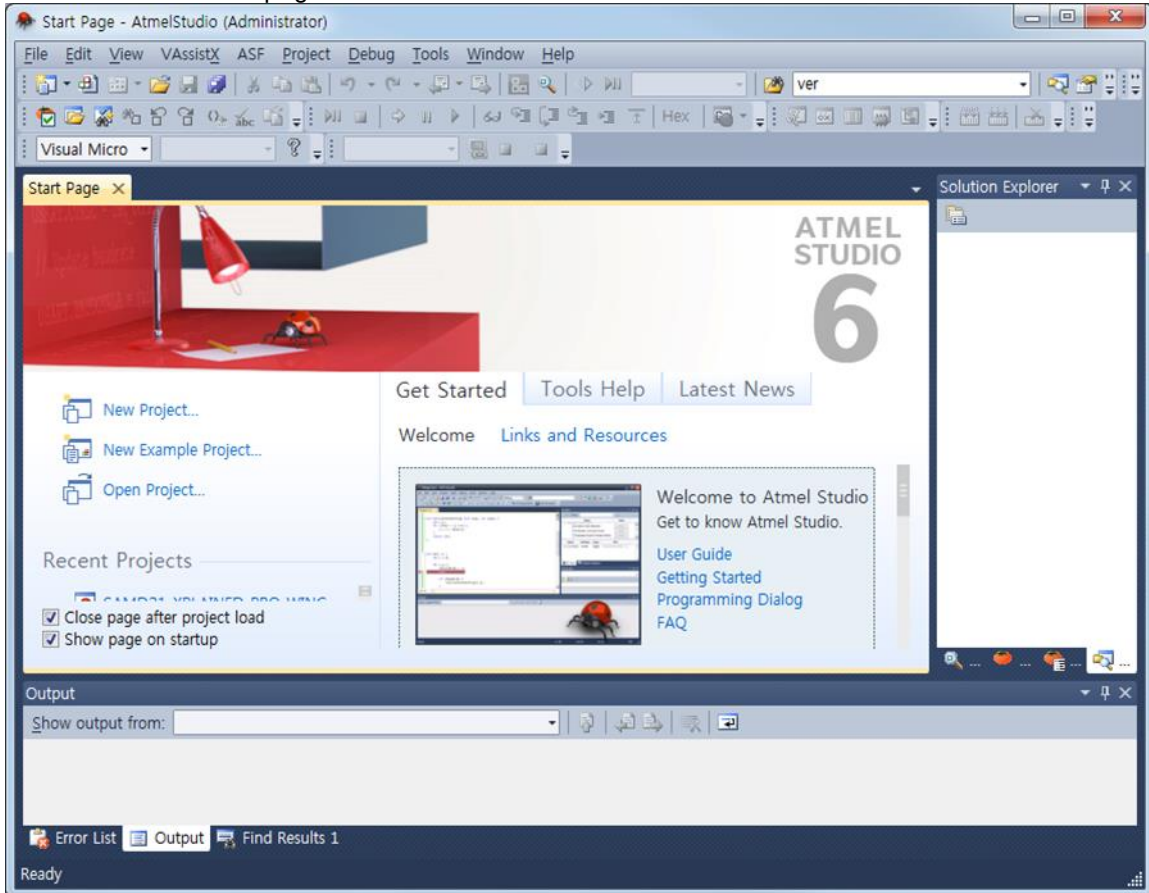 Start Page - AtmelStudio (Administrator)
File Edit View VAssistX ASF Project Debug Tools Window Help
ver
Hex
Visual Micro
Start Page
Solution Explorer
ATMEL
STUDIO
6
New Project...
New Example Project...
Open Project...
Recent Projects
Close page after project load
Show page on startup
Get Started Tools Help Latest News
Welcome Links and Resources
Welcome to Atmel Studio
Get to know Atmel Studio.
User Guide
Getting Started
Programming Dialog
FAQ
Output
Show output from:
Error List Output Find Results 1
Ready